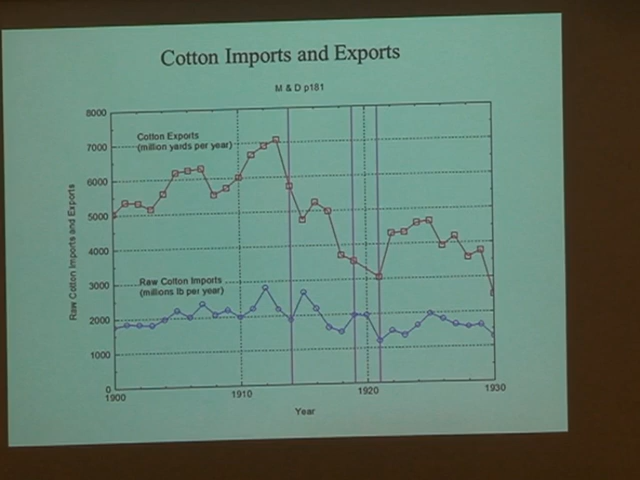 Cotton Imports and Exports
M & D p181
8000
Cotton Exports
(million yards per year)
7000
6000
5000
4000
Raw Cotton Imports
(millions lb per year)
3000
2000
1000
0
Raw Cotton Imports and Exports
1900
1910
1920
1930
Year